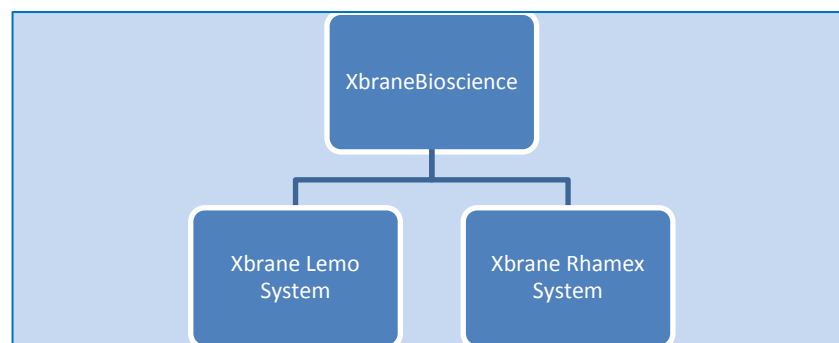 XbraneBioscience
Xbrane Lemo
System
Xbrane Rhamex
System